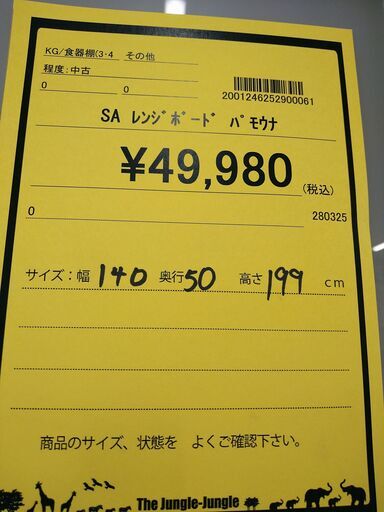 KG/食器棚(3･4 その他
程度:中古
0 0
2001246252900061
SA ﾚﾝｼﾞﾎﾞｰﾄﾞ ﾊﾟﾓｳﾅ
¥49,980
(税込)
0 280325
サイズ:幅 140 奥行 50 高さ 199 cm
商品のサイズ、状態を よくご確認下さい。
The Jungle-Jungle